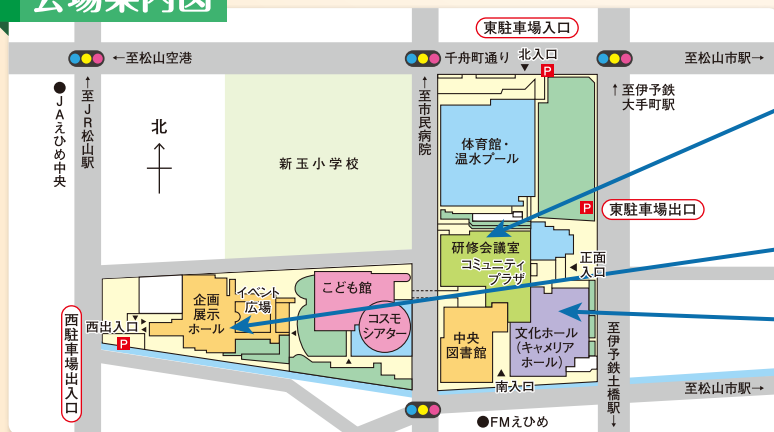 会場案内図
東駐車場入口
←至松山空港
千舟町通り
北入口
P
至松山市駅→
●JAえひめ中央
↑至JR松山駅
北
新玉小学校
↑至市民病院
体育館・
温水プール
↑至伊予鉄
大手町駅
P
東駐車場出口
研修会議室
コミュニティ
プラザ
正面
入口
企画
展示
ホール
イベント
広場
こども館
コスモ
シアター
西出入口
P
西駐車場出入口
中央
図書館
文化ホール
(キャメリア
ホール)
南入口
至伊予鉄土橋駅→
至松山市駅→
●FMえひめ